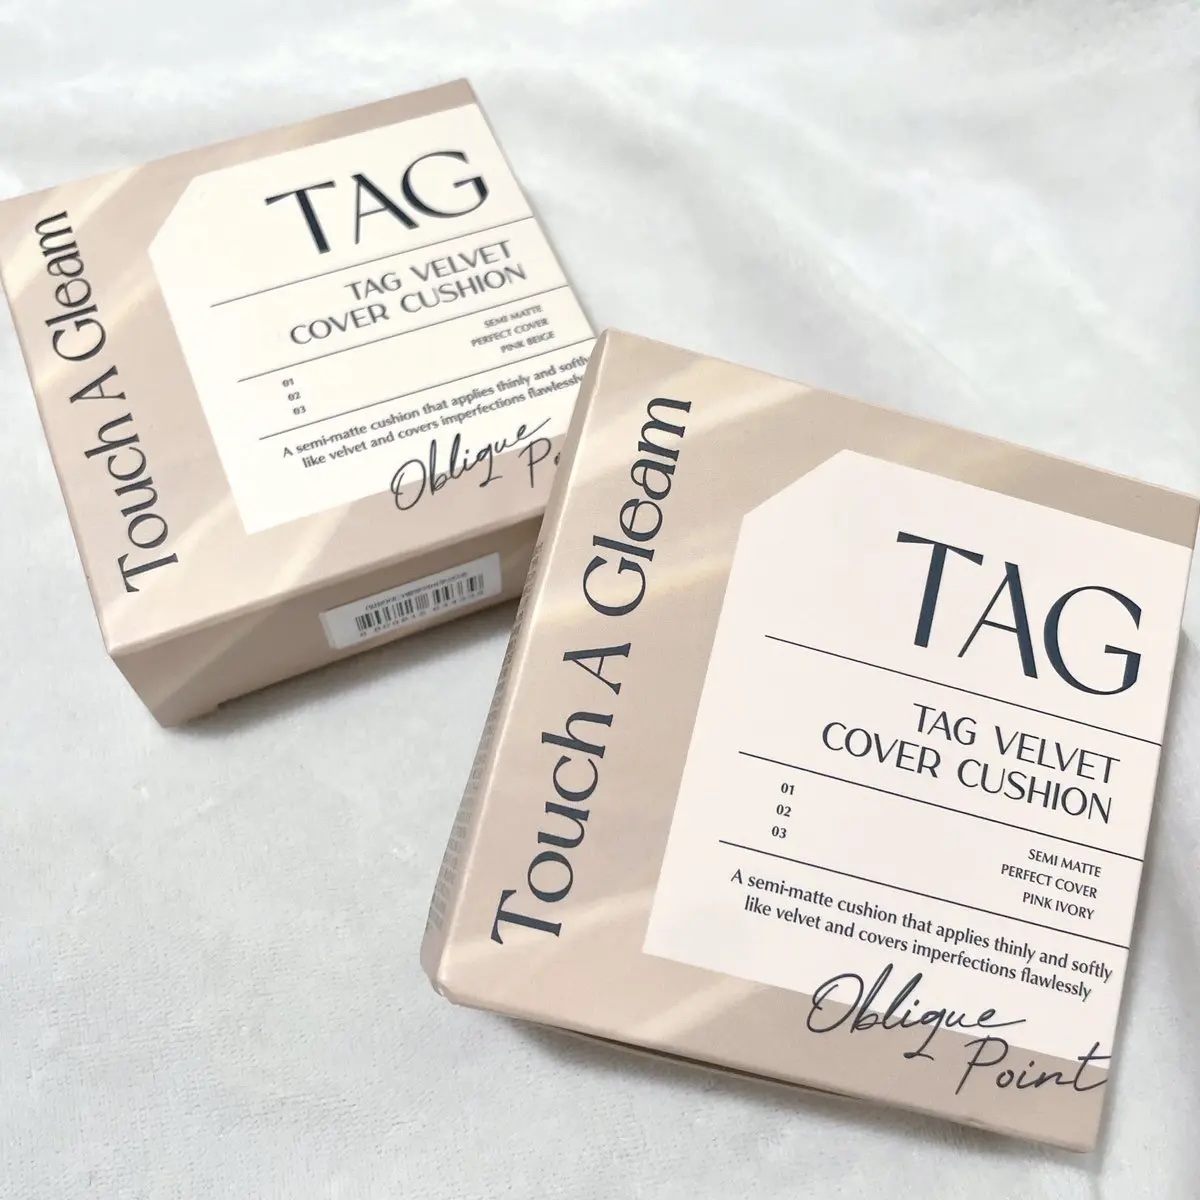 Touch A Gleam
TAG
TAG VELVET
COVER CUSHION
SEMI MATTE
PERFECT COVER
PINK BEIGE
01
02
03
A semi-matte cushion that applies thinly and softly
like velvet and covers imperfections flawlessly
Oblique
Touch A Gleam
TAG
TAG VELVET
COVER CUSHION
01
02
03
SEMI MATTE
PERFECT COVER
PINK IVORY
A semi-matte cushion that applies thinly and softly
like velvet and covers imperfections flawlessly
Oblique
Point